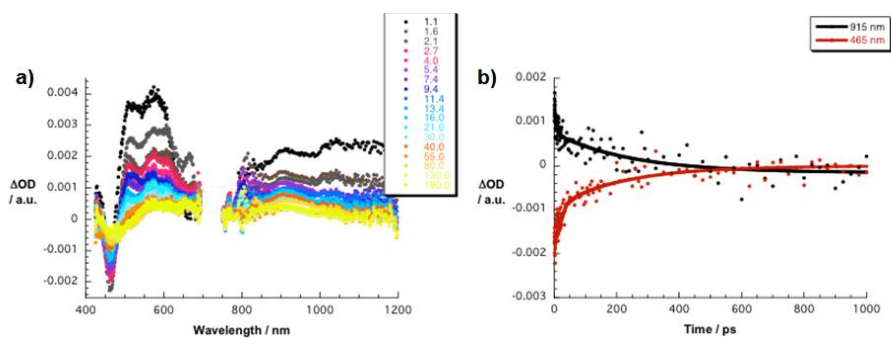 a)
1.1
1.6
2.1
2.7
4.0
5.4
7.4
9.4
11.4
13.4
16.0
21.0
30.0
40.0
55.0
80.0
130.0
190.0
0.004
0.003
0.002
0.001
0
-0.001
-0.002
ΔOD
/ a.u.
400 600 800 1000 1200
Wavelength / nm
b)
915 nm
465 nm
0.002
0.001
0
-0.001
-0.002
-0.003
ΔOD
/ a.u.
0 200 400 600 800 1000
Time / ps